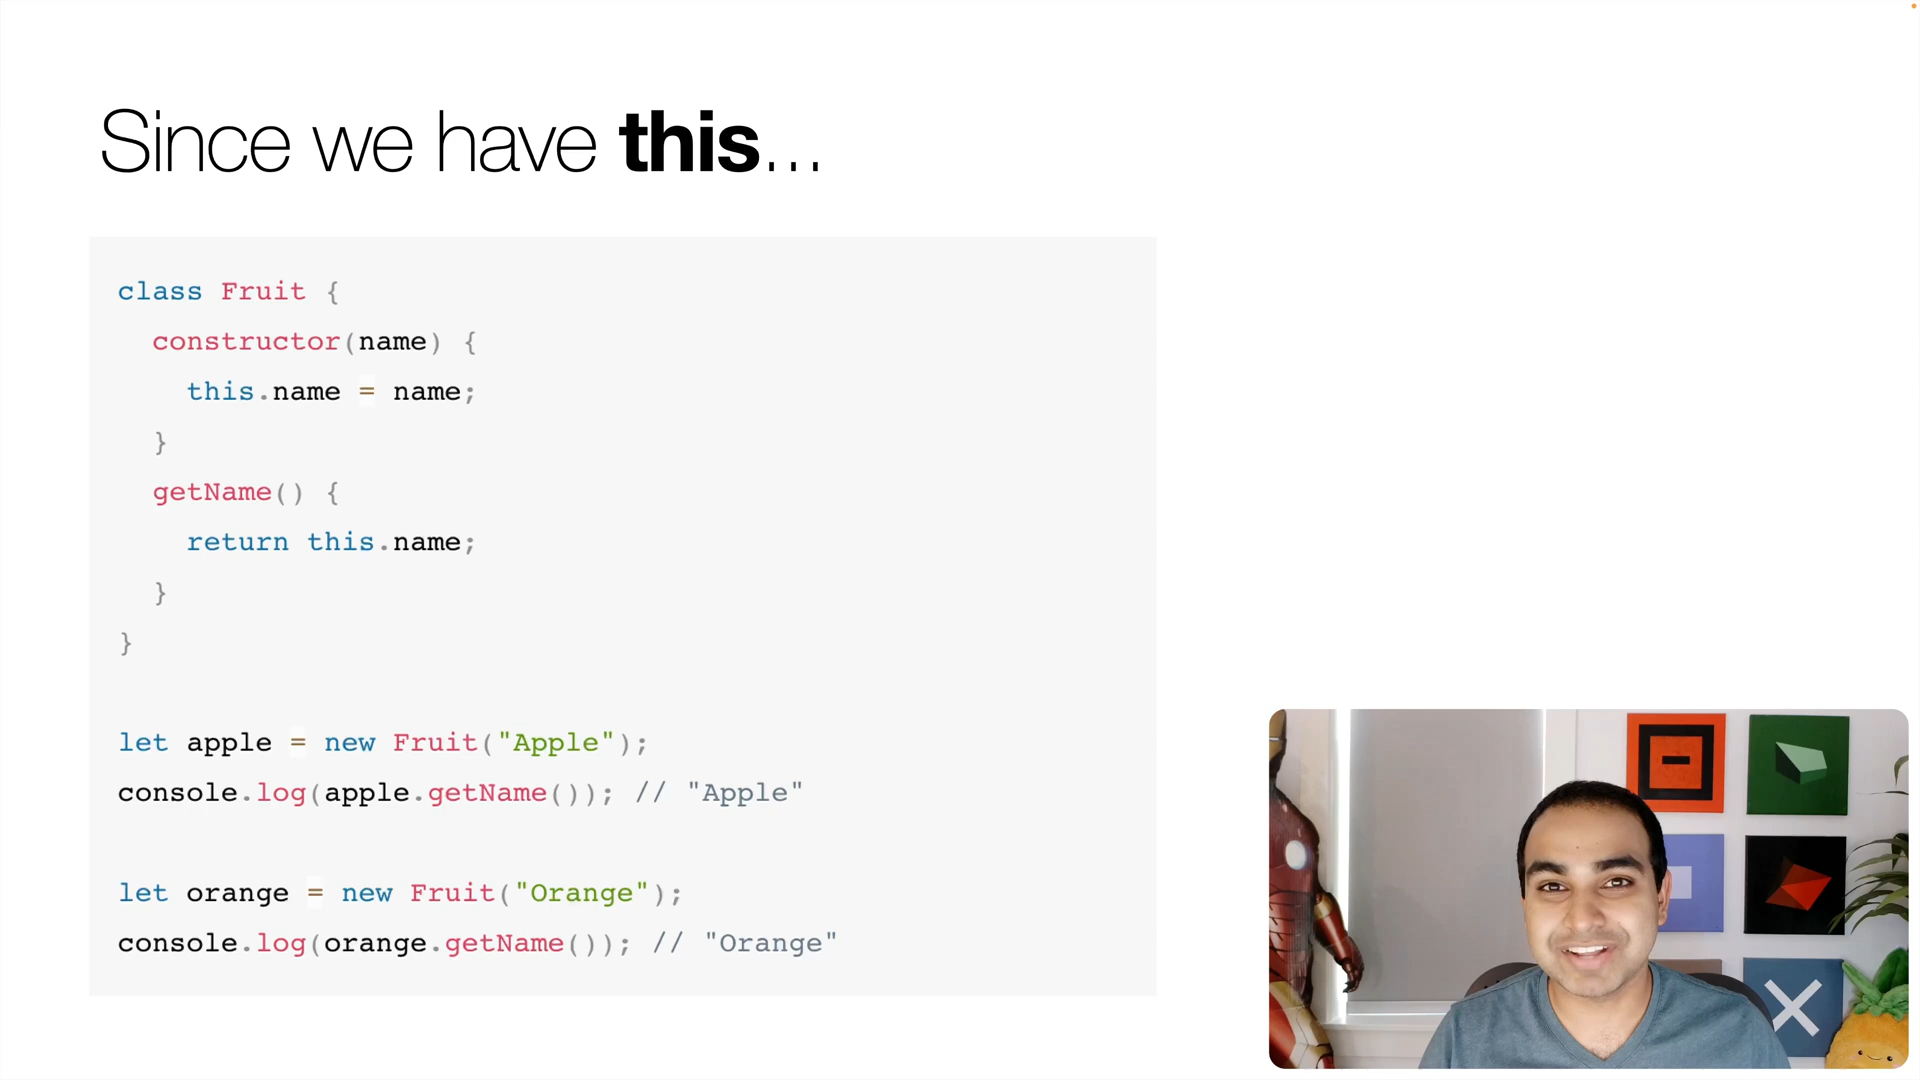 Since we have this...
class Fruit {
  constructor(name) {
    this.name = name;
  }
  getName() {
    return this.name;
  }
}

let apple = new Fruit("Apple");
console.log(apple.getName()); // "Apple"

let orange = new Fruit("Orange");
console.log(orange.getName()); // "Orange"